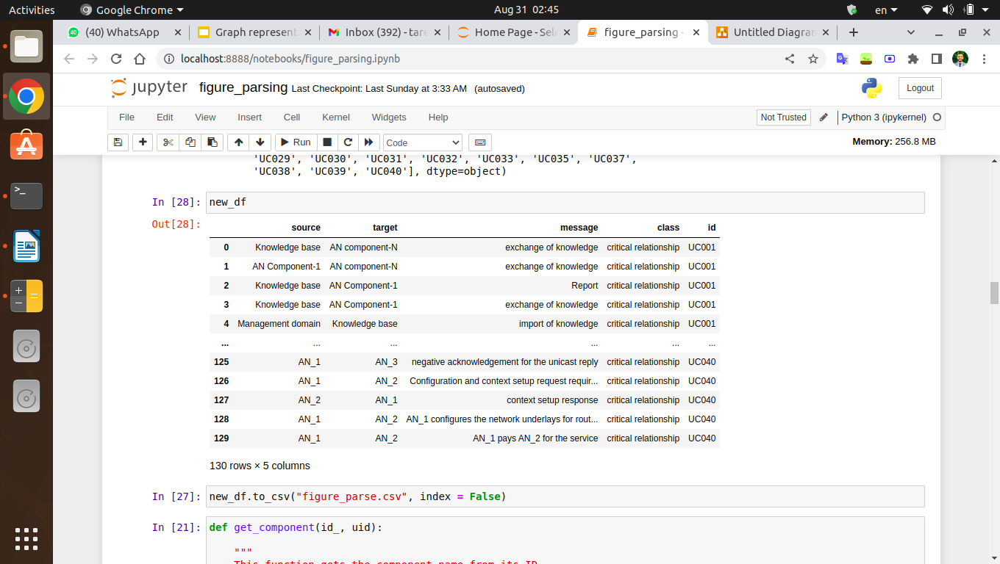 Activities Google Chrome Aug 31 02:45 en
(40) WhatsApp Graph represent Inbox (392) - tare Home Page - Sele figure_parsing - Untitled Diagran
localhost:8888/notebooks/figure_parsing.ipynb
jupyter figure_parsing Last Checkpoint: Last Sunday at 3:33 AM (autosaved) Logout
File Edit View Insert Cell Kernel Widgets Help Not Trusted Python 3 (ipykernel)
Run Code Memory: 256.8 MB
'UC029', 'UC030', 'UC031', 'UC032', 'UC033', 'UC035', 'UC037',
'UC038', 'UC039', 'UC040'], dtype=object)
In [28]: new_df
Out[28]:
source target message class id
0 Knowledge base AN component-N exchange of knowledge critical relationship UC001
1 AN Component-1 AN component-N exchange of knowledge critical relationship UC001
2 Knowledge base AN Component-1 Report critical relationship UC001
3 Knowledge base AN Component-1 exchange of knowledge critical relationship UC001
4 Management domain Knowledge base import of knowledge critical relationship UC001
... ... ... ... ... ...
125 AN_1 AN_3 negative acknowledgement for the unicast reply critical relationship UC040
126 AN_1 AN_2 Configuration and context setup request requir... critical relationship UC040
127 AN_2 AN_1 context setup response critical relationship UC040
128 AN_1 AN_2 AN_1 configures the network underlays for rout... critical relationship UC040
129 AN_1 AN_2 AN_1 pays AN_2 for the service critical relationship UC040
130 rows × 5 columns
In [27]: new_df.to_csv("figure_parse.csv", index = False)
In [21]: def get_component(id_, uid):
"""
This function gets the component name from its ID